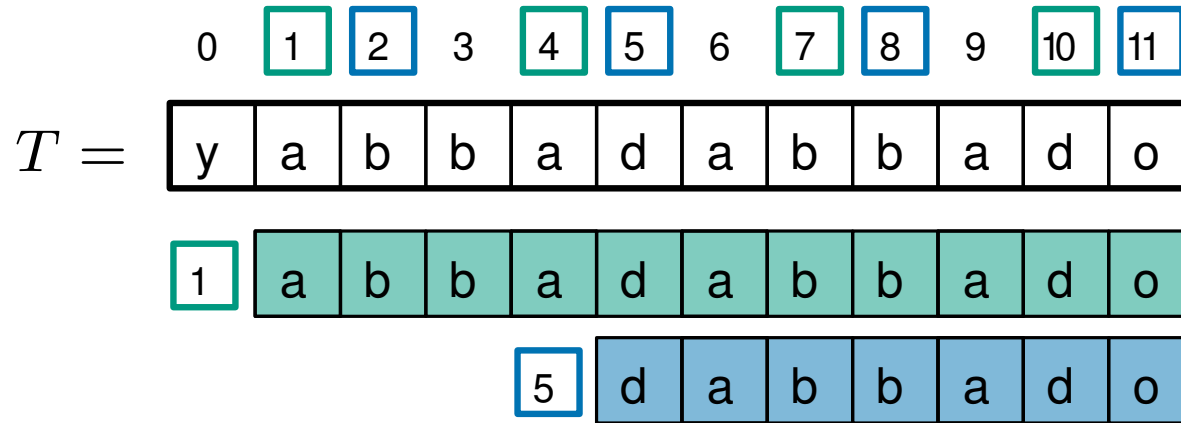 0 1 2 3 4 5 6 7 8 9 10 11
T = y a b b a d a b b a d o
1 a b b a d a b b a d o
5 d a b b a d o